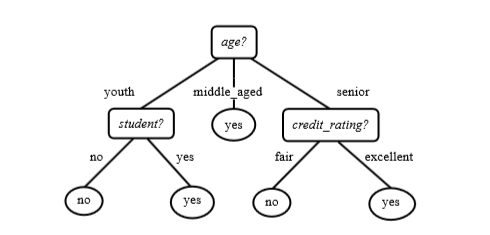 age?
youth
middle_aged
senior
student?
yes
credit_rating?
no
yes
fair
excellent
no
yes
no
yes